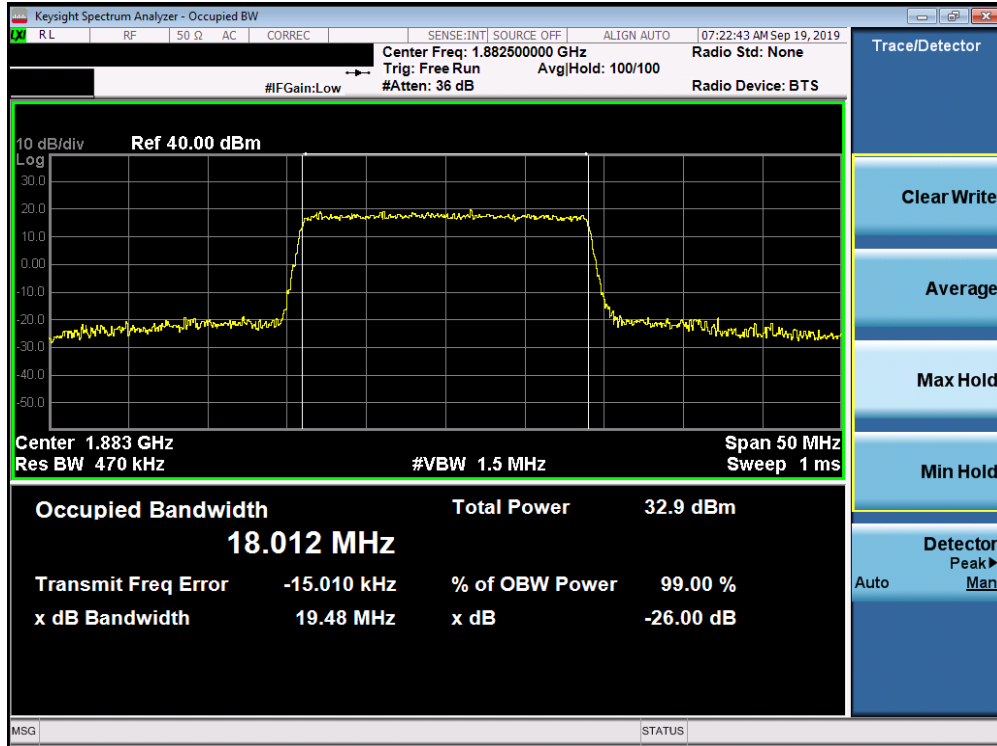 Keysight Spectrum Analyzer - Occupied BW
LXI RL RF 50 Ω AC CORREC SENSE:INT SOURCE OFF ALIGN AUTO 07:22:43 AM Sep 19, 2019
Center Freq: 1.882500000 GHz Radio Std: None
Trig: Free Run Avg|Hold: 100/100
#IFGain:Low #Atten: 36 dB Radio Device: BTS
10 dB/div Ref 40.00 dBm
Log
30.0
20.0
10.0
0.00
-10.0
-20.0
-30.0
-40.0
-50.0
Center 1.883 GHz Span 50 MHz
Res BW 470 kHz #VBW 1.5 MHz Sweep 1 ms
Occupied Bandwidth Total Power 32.9 dBm
18.012 MHz
Transmit Freq Error -15.010 kHz % of OBW Power 99.00 %
x dB Bandwidth 19.48 MHz x dB -26.00 dB
MSG STATUS
Trace/Detector
Clear Write
Average
Max Hold
Min Hold
Detector
Peak▶
Auto Man